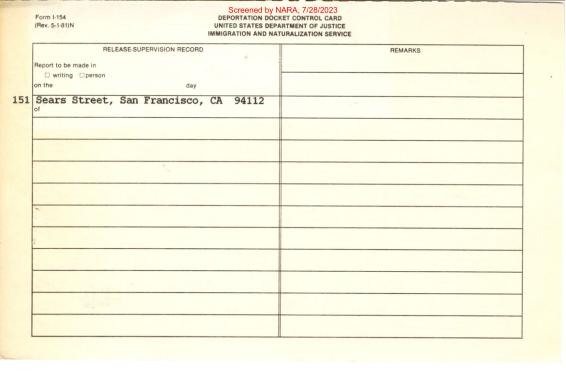 Screened by NARA, 7/28/2023
Form I-154
(Rev. 5-1-81)N
DEPORTATION DOCKET CONTROL CARD
UNITED STATES DEPARTMENT OF JUSTICE
IMMIGRATION AND NATURALIZATION SERVICE
RELEASE-SUPERVISION RECORD
REMARKS
Report to be made in
☐ writing ☐ person
on the day
151 Sears Street, San Francisco, CA 94112
of